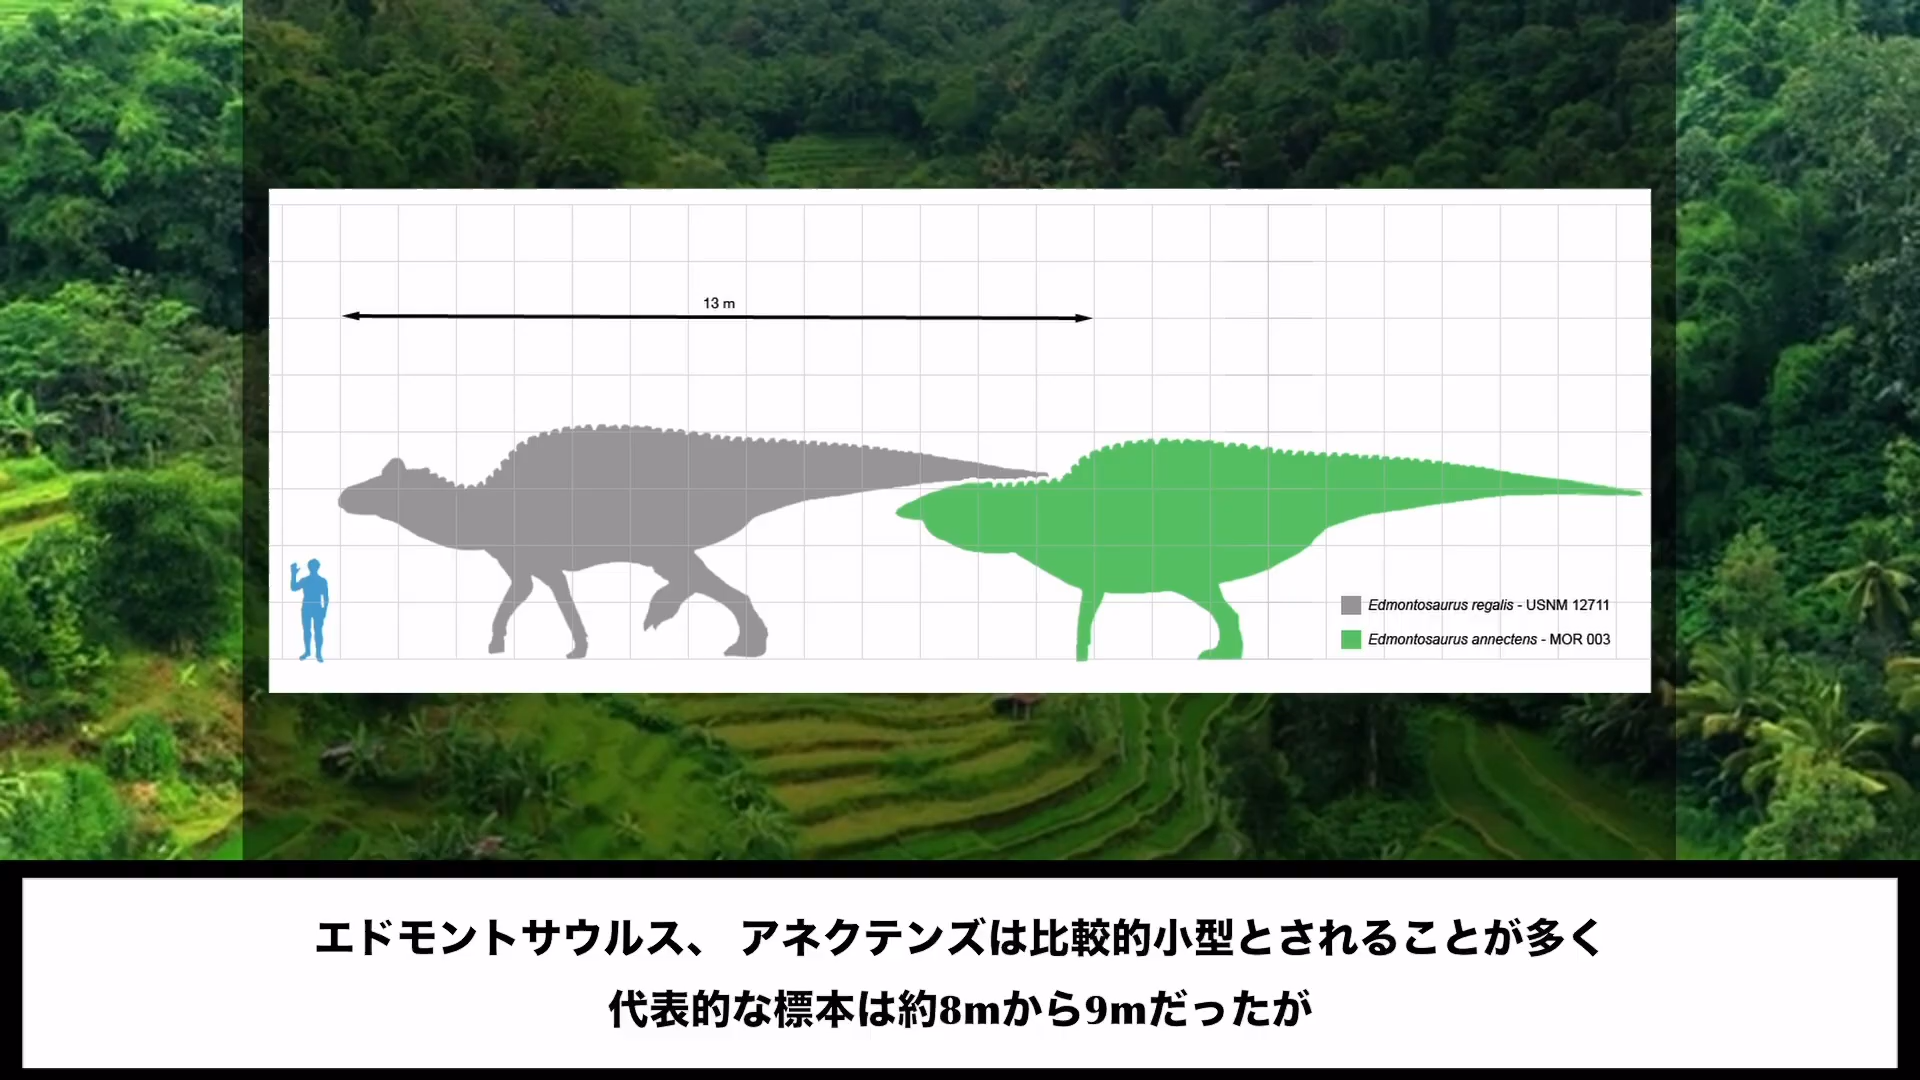 13 m
Edmontosaurus regalis - USNM 12711
Edmontosaurus annectens - MOR 003
エドモントサウルス、 アネクテンズは比較的小型とされることが多く
代表的な標本は約8mから9mだったが